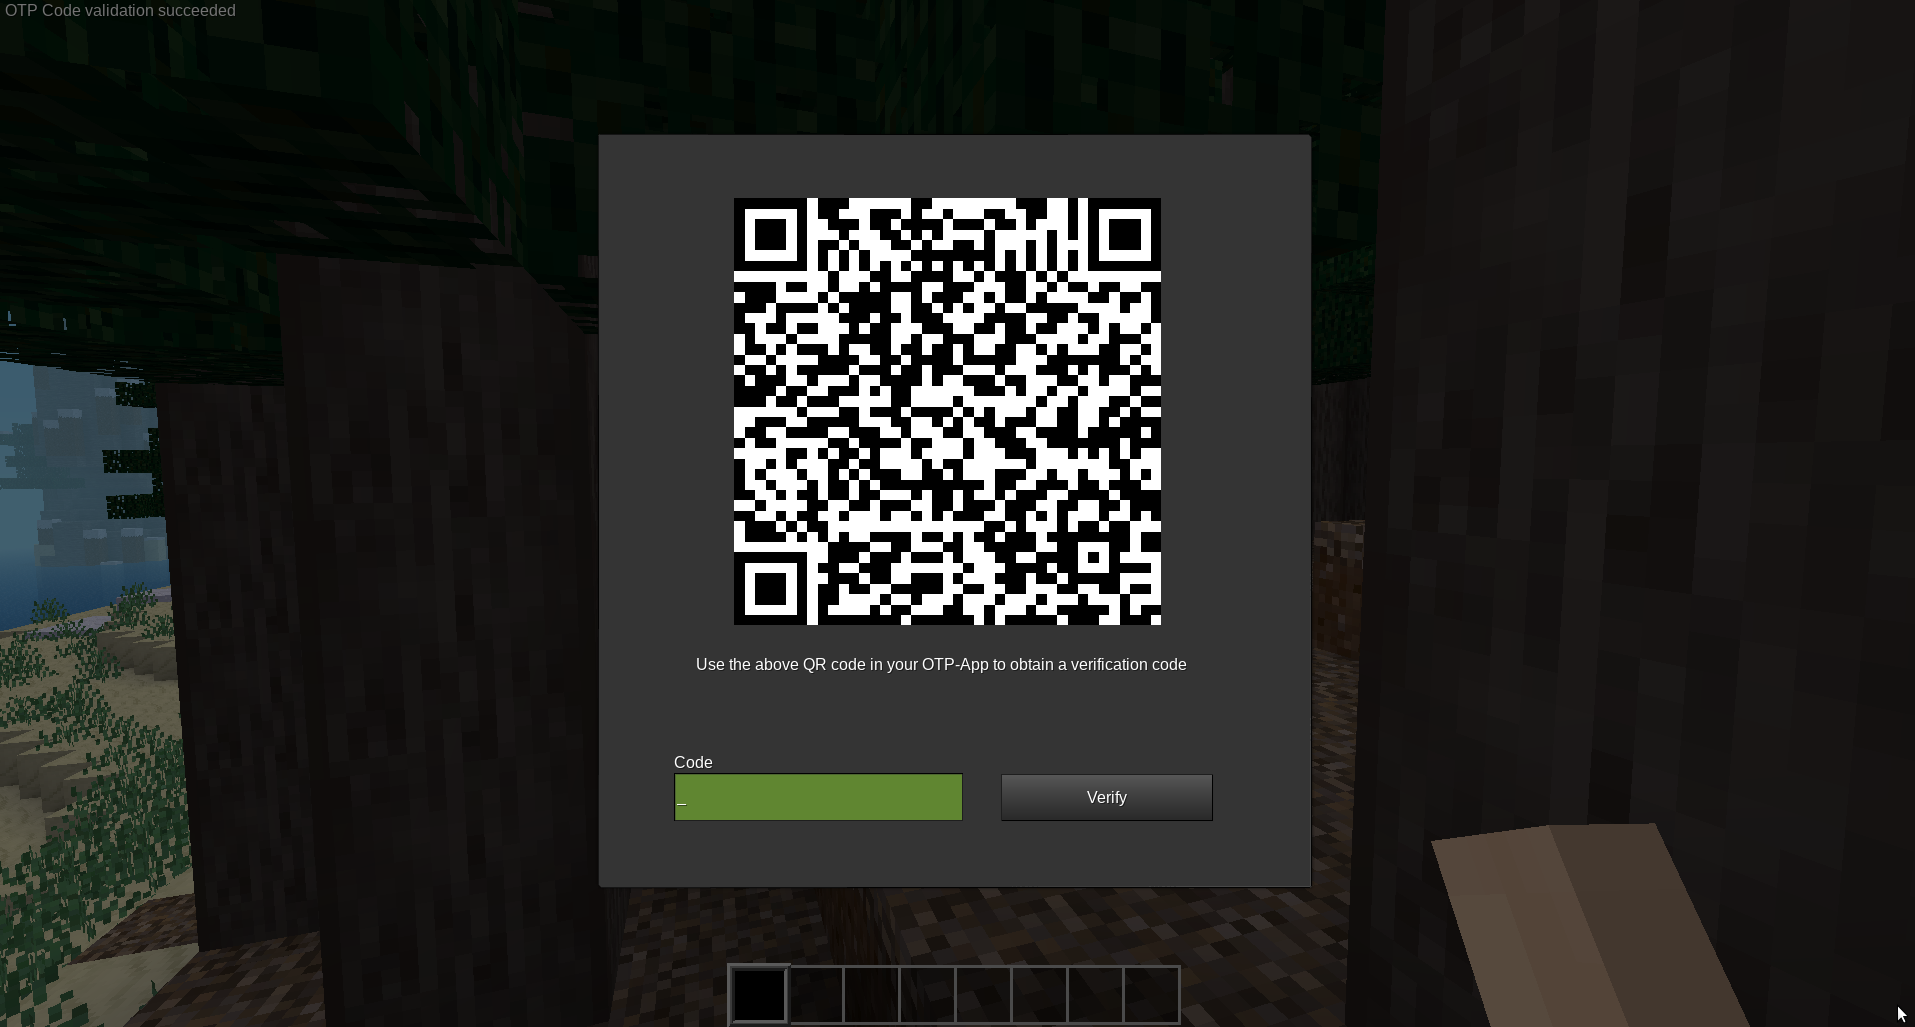 OTP Code validation succeeded
Use the above QR code in your OTP-App to obtain a verification code
Code
_
Verify